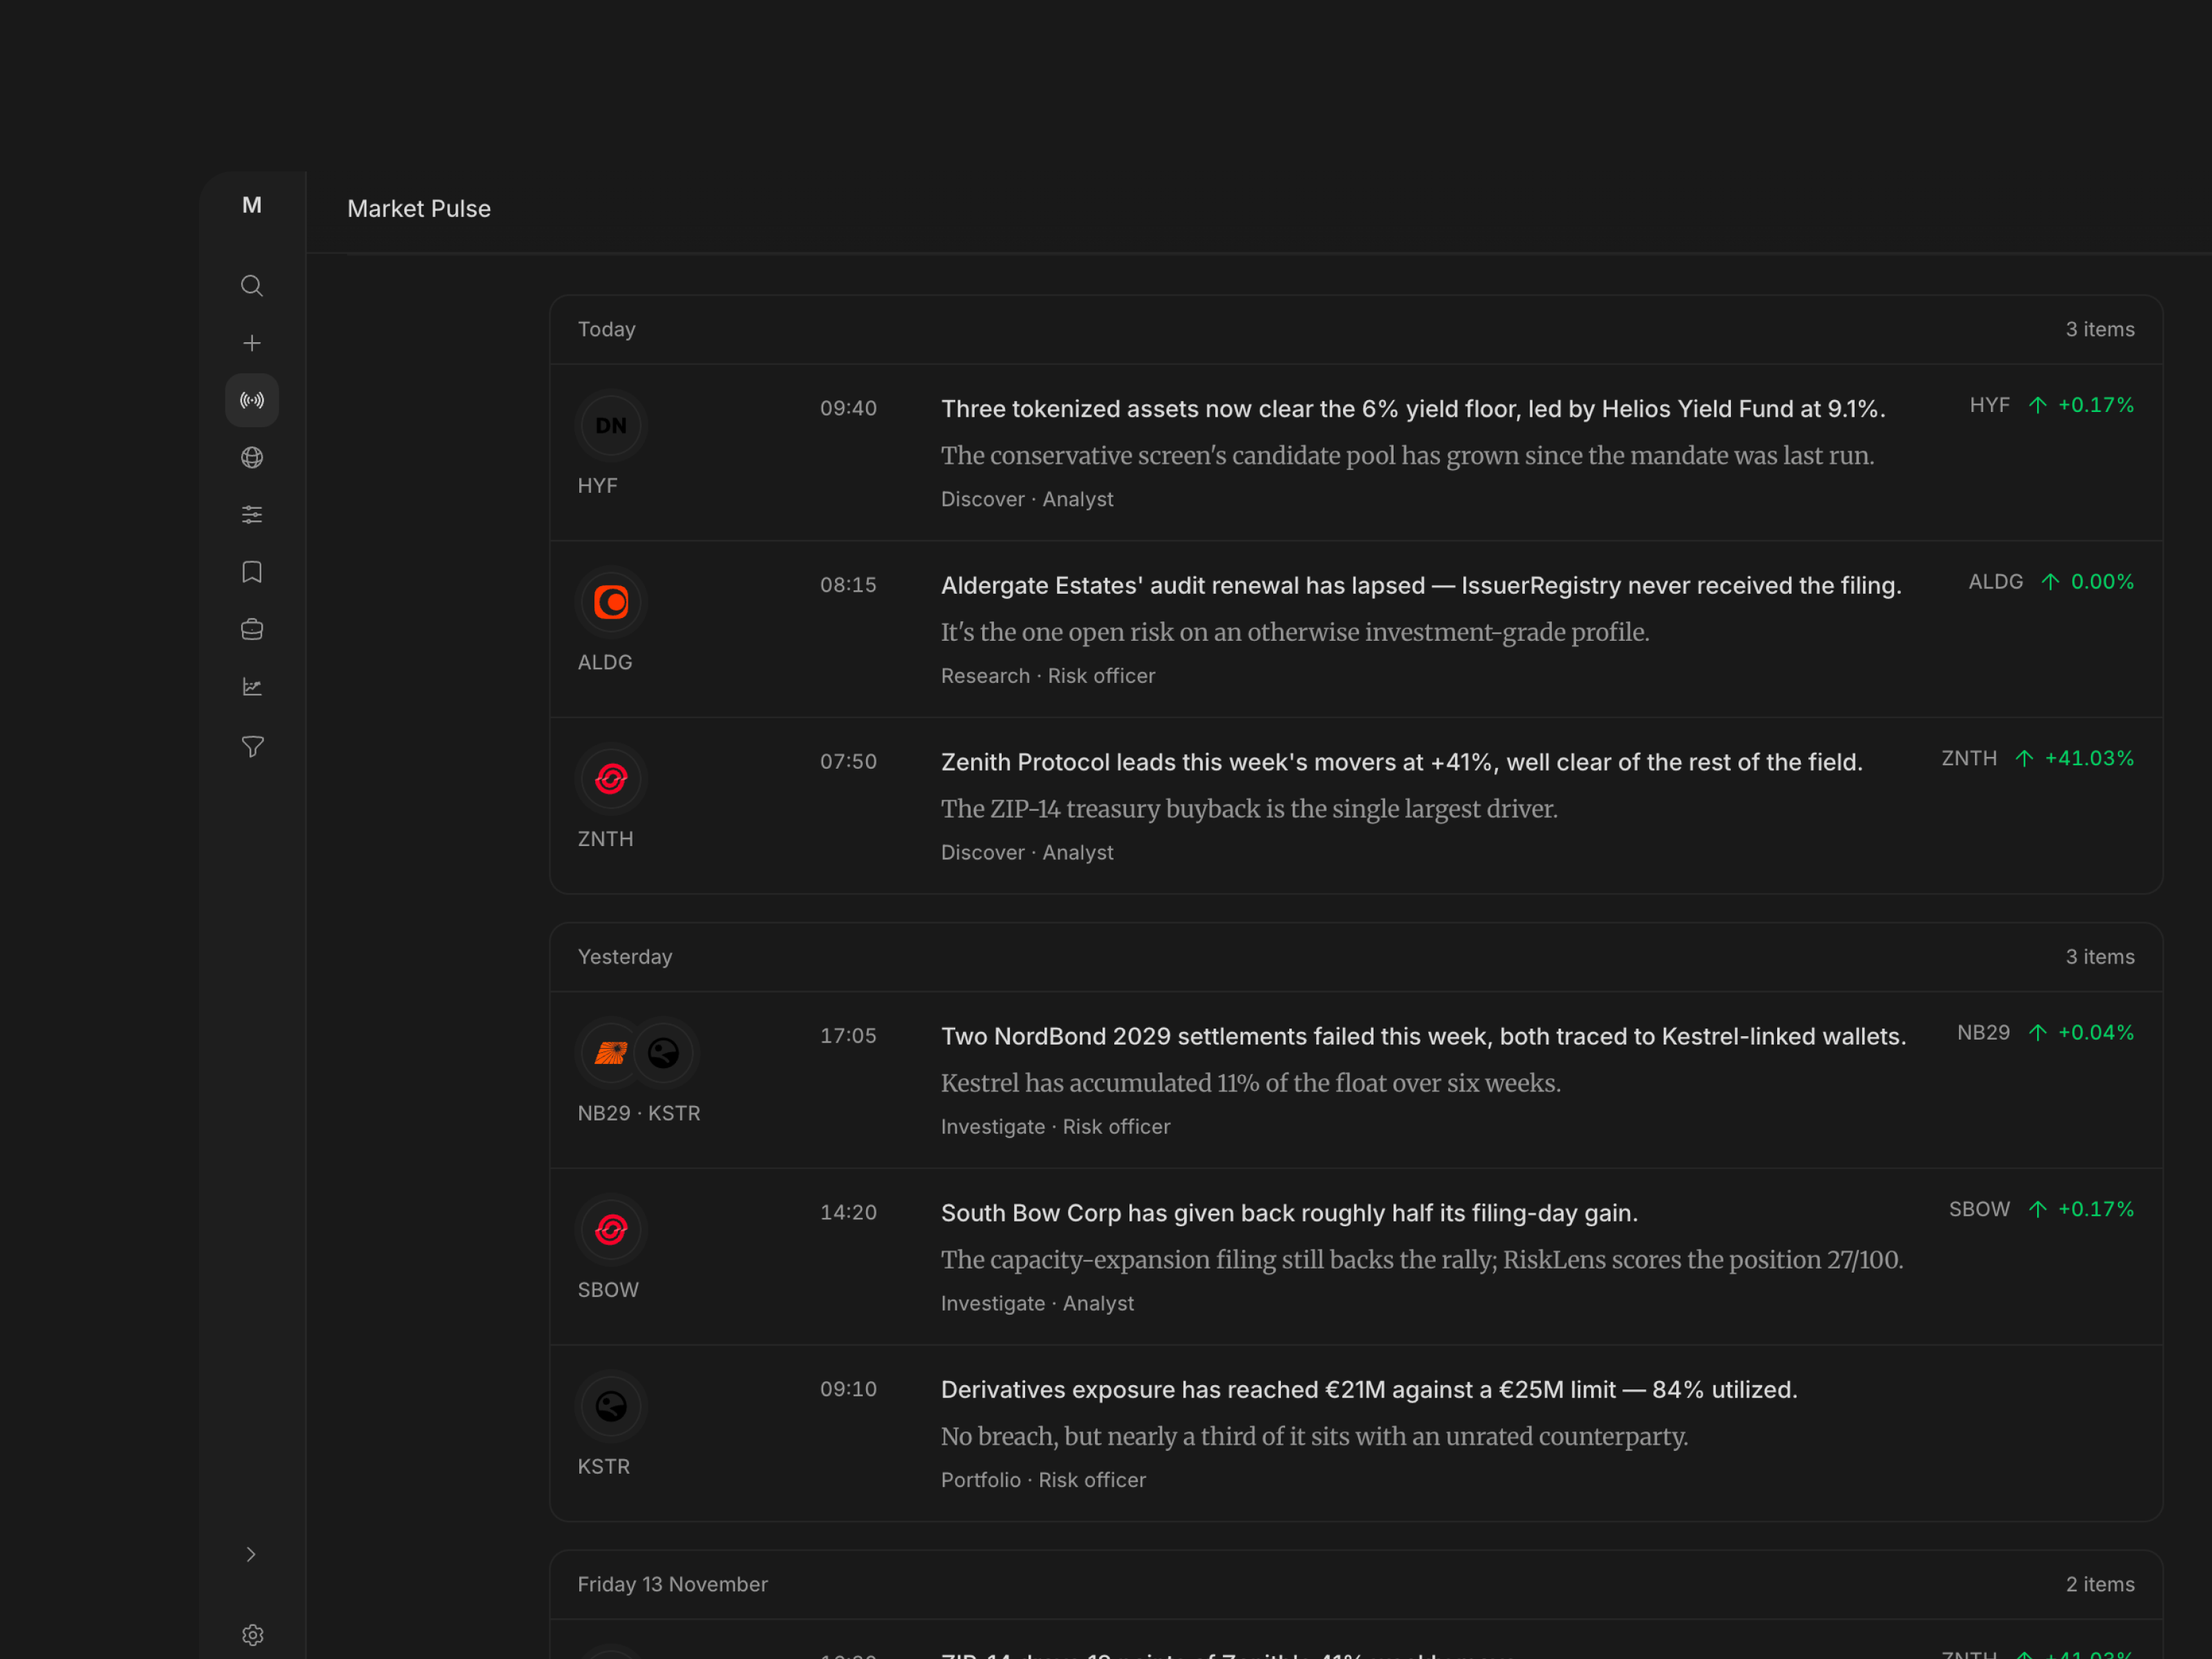 M
Market Pulse
Today
3 items
DN
HYF
09:40
Three tokenized assets now clear the 6% yield floor, led by Helios Yield Fund at 9.1%.
The conservative screen's candidate pool has grown since the mandate was last run.
Discover · Analyst
HYF ↑ +0.17%
ALDG
08:15
Aldergate Estates' audit renewal has lapsed — IssuerRegistry never received the filing.
It's the one open risk on an otherwise investment-grade profile.
Research · Risk officer
ALDG ↑ 0.00%
ZNTH
07:50
Zenith Protocol leads this week's movers at +41%, well clear of the rest of the field.
The ZIP-14 treasury buyback is the single largest driver.
Discover · Analyst
ZNTH ↑ +41.03%
Yesterday
3 items
NB29 · KSTR
17:05
Two NordBond 2029 settlements failed this week, both traced to Kestrel-linked wallets.
Kestrel has accumulated 11% of the float over six weeks.
Investigate · Risk officer
NB29 ↑ +0.04%
SBOW
14:20
South Bow Corp has given back roughly half its filing-day gain.
The capacity-expansion filing still backs the rally; RiskLens scores the position 27/100.
Investigate · Analyst
SBOW ↑ +0.17%
KSTR
09:10
Derivatives exposure has reached €21M against a €25M limit — 84% utilized.
No breach, but nearly a third of it sits with an unrated counterparty.
Portfolio · Risk officer
Friday 13 November
2 items